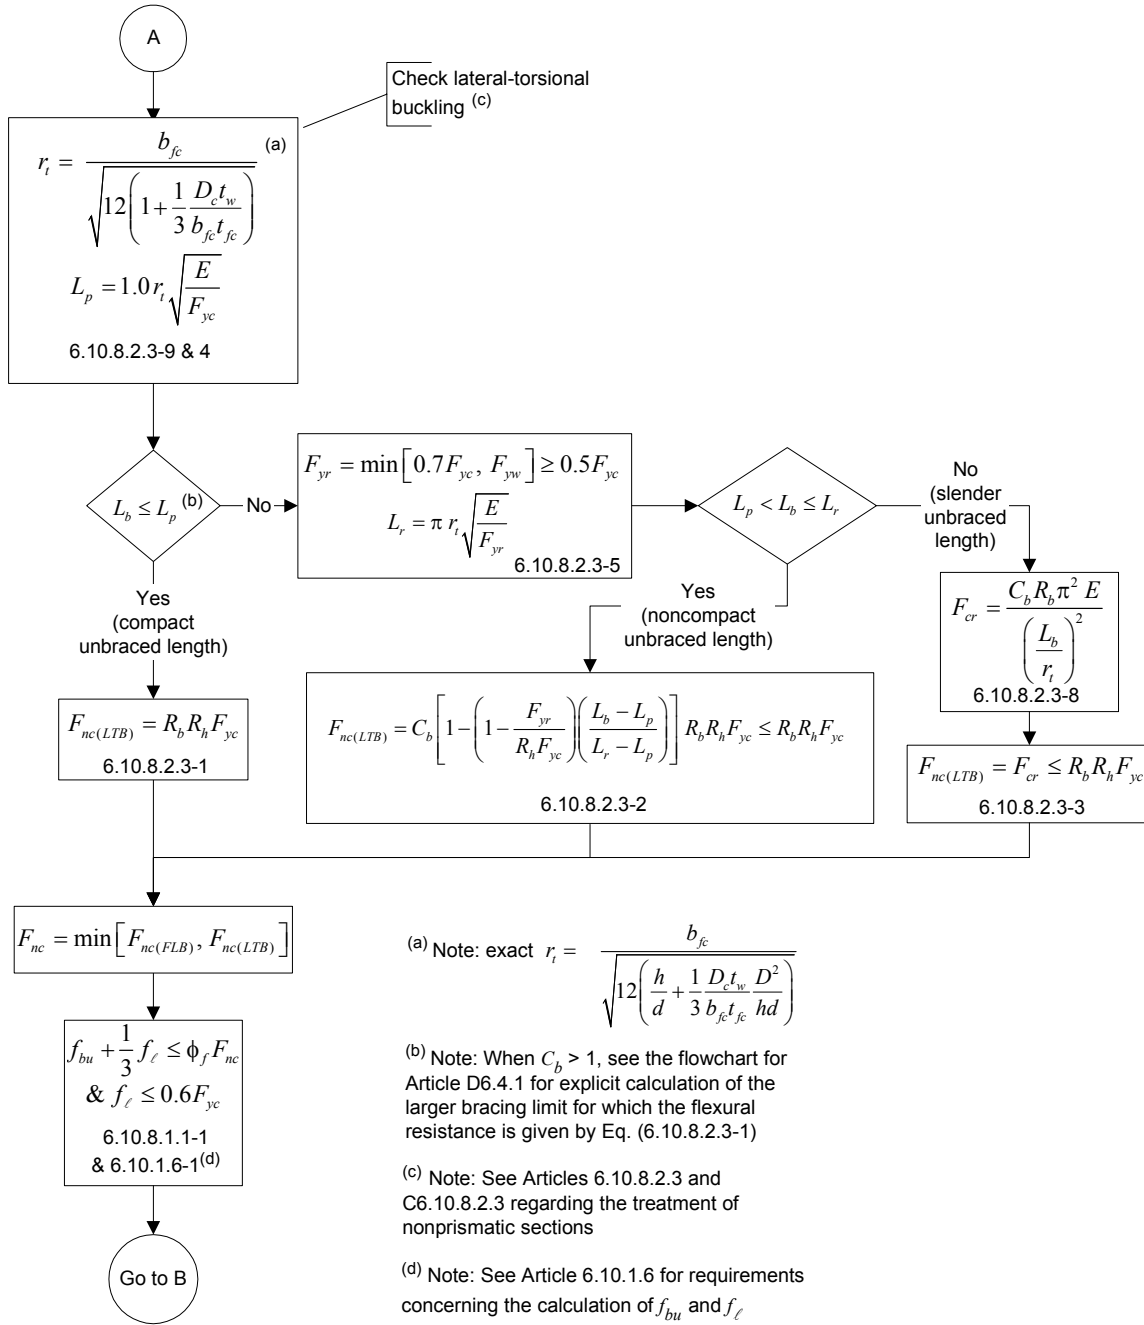 A
Check lateral-torsional
buckling (c)
r_t = b_fc / √(12(1 + (1/3)(D_c t_w / b_fc t_fc))) (a)
L_p = 1.0 r_t √(E / F_yc)
6.10.8.2.3-9 & 4
L_b ≤ L_p (b)
No
F_yr = min[0.7F_yc, F_yw] ≥ 0.5F_yc
L_r = π r_t √(E / F_yr)
6.10.8.2.3-5
L_p < L_b ≤ L_r
No
(slender
unbraced
length)
Yes
(compact
unbraced length)
Yes
(noncompact
unbraced length)
F_cr = C_b R_b π² E / (L_b / r_t)²
6.10.8.2.3-8
F_nc(LTB) = R_b R_h F_yc
6.10.8.2.3-1
F_nc(LTB) = C_b [1 - (1 - F_yr / (R_h F_yc)) ((L_b - L_p) / (L_r - L_p))] R_b R_h F_yc ≤ R_b R_h F_yc
6.10.8.2.3-2
F_nc(LTB) = F_cr ≤ R_b R_h F_yc
6.10.8.2.3-3
F_nc = min[F_nc(FLB), F_nc(LTB)]
f_bu + (1/3) f_ℓ ≤ ϕ_f F_nc
& f_ℓ ≤ 0.6F_yc
6.10.8.1.1-1
& 6.10.1.6-1(d)
Go to B
(a) Note: exact r_t = b_fc / √(12(h/d + (1/3)(D_c t_w / b_fc t_fc)(D² / hd)))
(b) Note: When C_b > 1, see the flowchart for
Article D6.4.1 for explicit calculation of the
larger bracing limit for which the flexural
resistance is given by Eq. (6.10.8.2.3-1)
(c) Note: See Articles 6.10.8.2.3 and
C6.10.8.2.3 regarding the treatment of
nonprismatic sections
(d) Note: See Article 6.10.1.6 for requirements
concerning the calculation of f_bu and f_ℓ